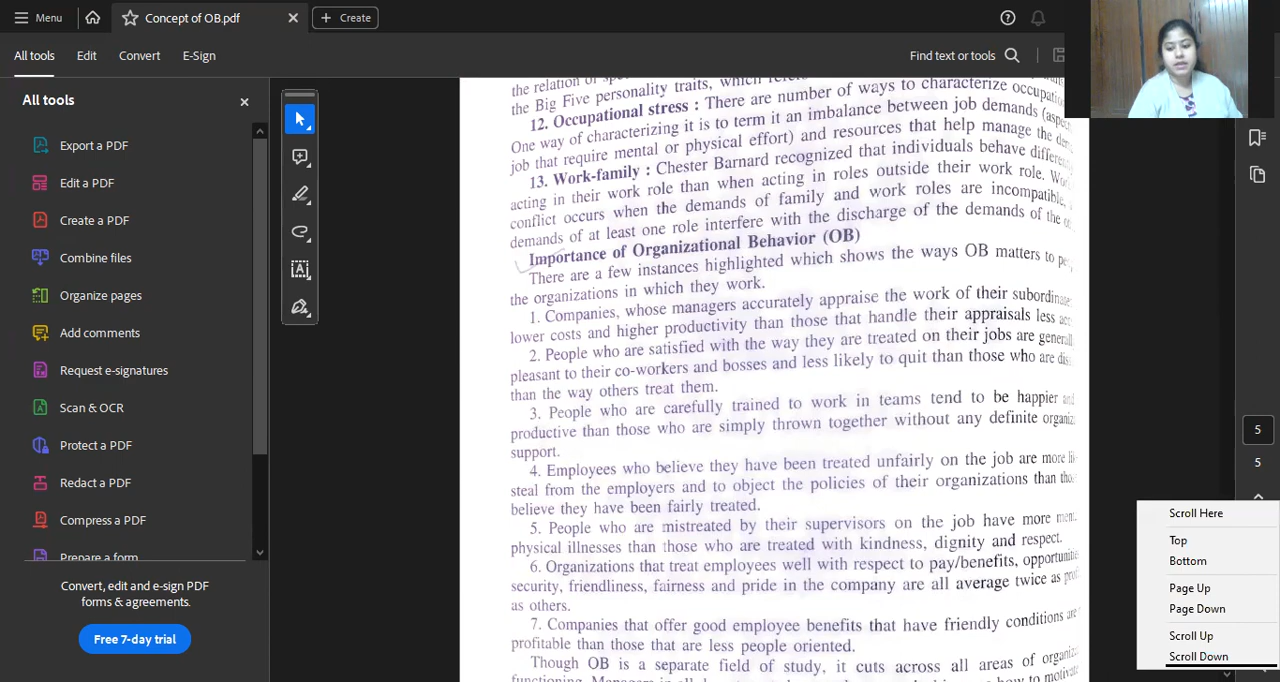 Menu
Concept of OB.pdf
Create
All tools
Edit
Convert
E-Sign
Find text or tools
All tools
Export a PDF
Edit a PDF
Create a PDF
Combine files
Organize pages
Add comments
Request e-signatures
Scan & OCR
Protect a PDF
Redact a PDF
Compress a PDF
Prepare a form
Convert, edit and e-sign PDF
forms & agreements.
Free 7-day trial
the relation of
the Big Five personality traits, which
12. Occupational stress : There are number of ways to characterize
One way of characterizing it is to term it an imbalance between job demands
job that require mental or physical effort) and resources that help manage the
13. Work-family : Chester Barnard recognized that individuals behave
acting in their work role than when acting in roles outside their work role.
conflict occurs when the demands of family and work roles are incompatible,
demands of at least one role interfere with the discharge of the demands of the
Importance of Organizational Behavior (OB)
There are a few instances highlighted which shows the ways OB matters to
the organizations in which they work.
1. Companies, whose managers accurately appraise the work of their
lower costs and higher productivity than those that handle their appraisals less
2. People who are satisfied with the way they are treated on their jobs are
pleasant to their co-workers and bosses and less likely to quit than those who are
than the way others treat them.
3. People who are carefully trained to work in teams tend to be happier
productive than those who are simply thrown together without any definite
support.
4. Employees who believe they have been treated unfairly on the job are more
steal from the employers and to object the policies of their organizations than
believe they have been fairly treated.
5. People who are mistreated by their supervisors on the job have more
physical illnesses than those who are treated with kindness, dignity and respect.
6. Organizations that treat employees well with respect to pay/benefits,
security, friendliness, fairness and pride in the company are all average twice as
as others.
7. Companies that offer good employee benefits that have friendly conditions are
profitable than those that are less people oriented.
Though OB is a separate field of study, it cuts across all areas of
how to motivate
5
5
Scroll Here
Top
Bottom
Page Up
Page Down
Scroll Up
Scroll Down